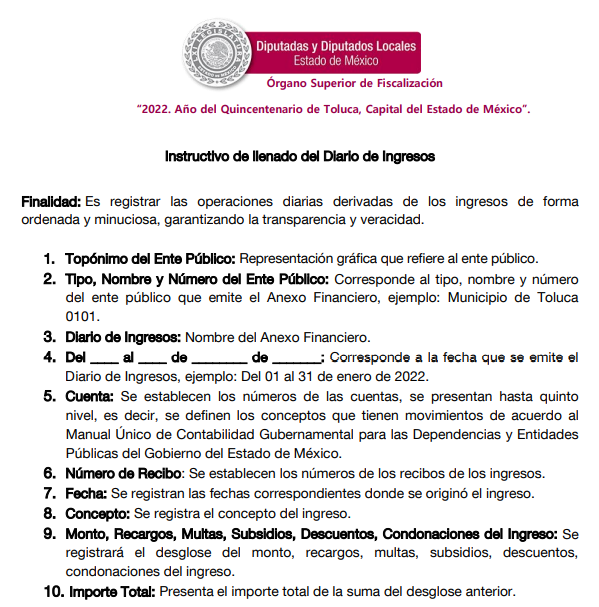 Diputadas y Diputados Locales
Estado de México
Órgano Superior de Fiscalización
"2022. Año del Quincentenario de Toluca, Capital del Estado de México".
Instructivo de llenado del Diario de Ingresos
Finalidad: Es registrar las operaciones diarias derivadas de los ingresos de forma
ordenada y minuciosa, garantizando la transparencia y veracidad.
1. Topónimo del Ente Público: Representación gráfica que refiere al ente público.
2. Tipo, Nombre y Número del Ente Público: Corresponde al tipo, nombre y número
del ente público que emite el Anexo Financiero, ejemplo: Municipio de Toluca
0101.
3. Diario de Ingresos: Nombre del Anexo Financiero.
4. Del ____ al ____ de ________ de _______: Corresponde a la fecha que se emite el
Diario de Ingresos, ejemplo: Del 01 al 31 de enero de 2022.
5. Cuenta: Se establecen los números de las cuentas, se presentan hasta quinto
nivel, es decir, se definen los conceptos que tienen movimientos de acuerdo al
Manual Único de Contabilidad Gubernamental para las Dependencias y Entidades
Públicas del Gobierno del Estado de México.
6. Número de Recibo: Se establecen los números de los recibos de los ingresos.
7. Fecha: Se registran las fechas correspondientes donde se originó el ingreso.
8. Concepto: Se registra el concepto del ingreso.
9. Monto, Recargos, Multas, Subsidios, Descuentos, Condonaciones del Ingreso: Se
registrará el desglose del monto, recargos, multas, subsidios, descuentos,
condonaciones del ingreso.
10. Importe Total: Presenta el importe total de la suma del desglose anterior.